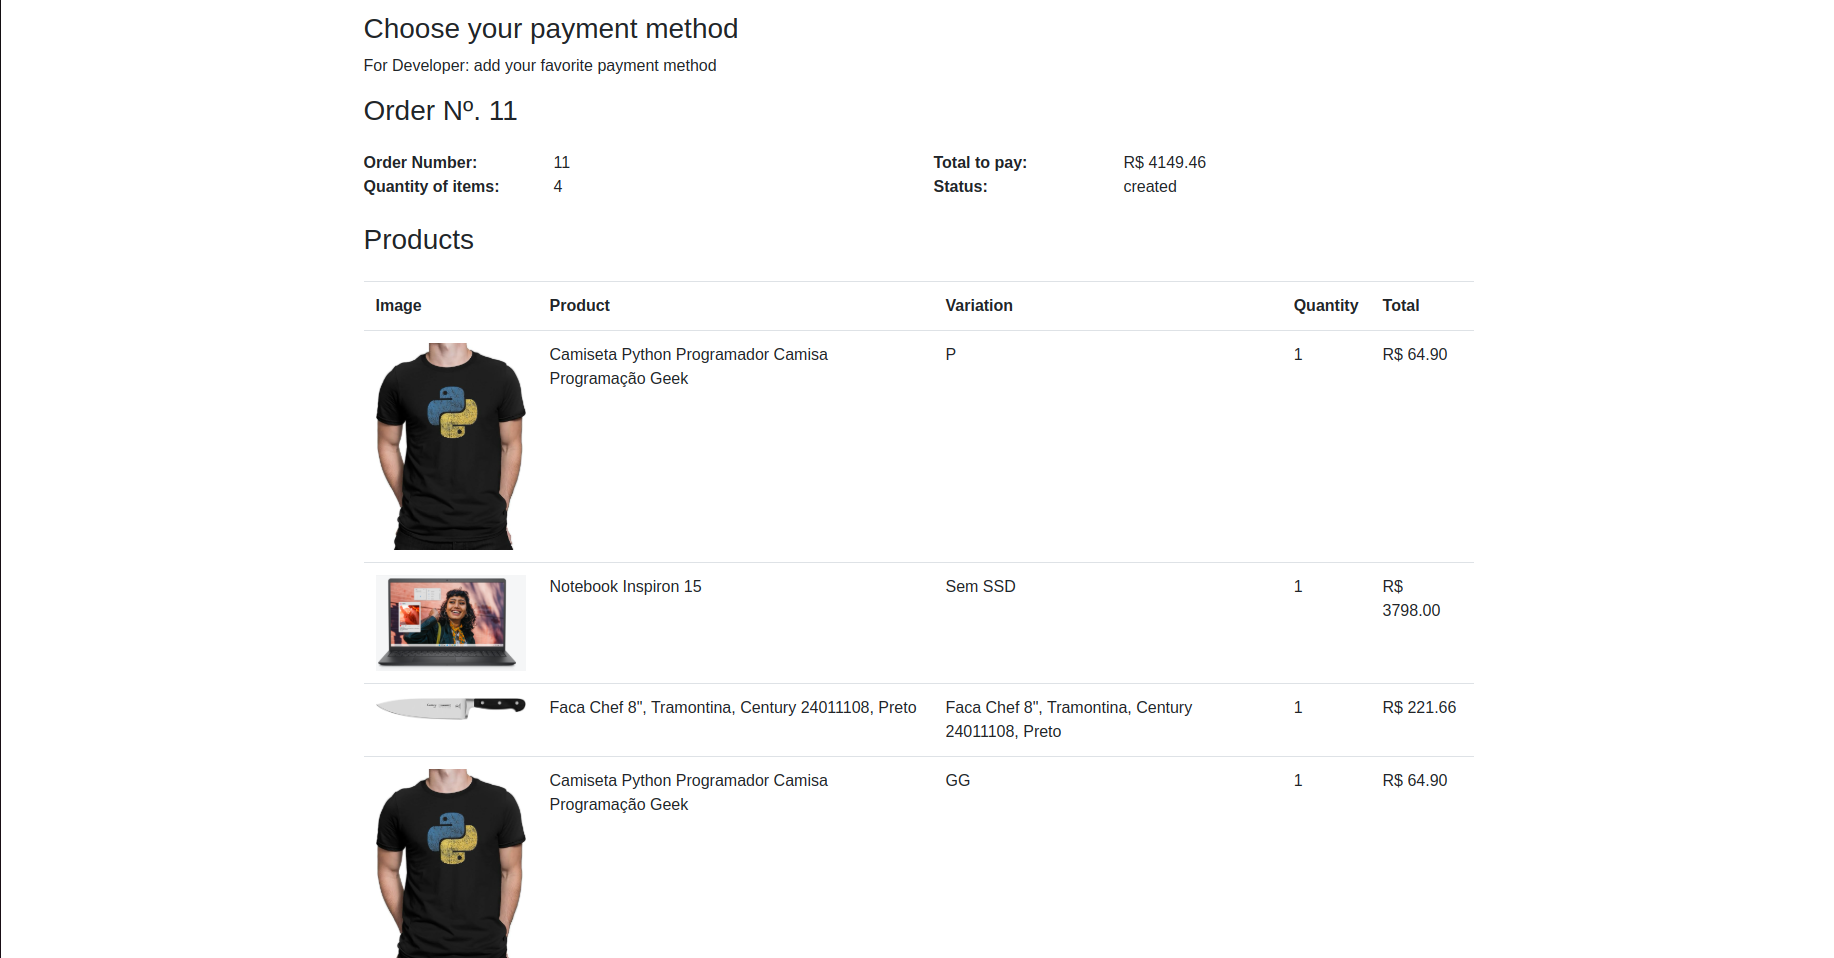 Choose your payment method
For Developer: add your favorite payment method
Order Nº. 11
Order Number: 11 Total to pay: R$ 4149.46
Quantity of items: 4 Status: created
Products
Image Product Variation Quantity Total
Camiseta Python Programador Camisa P 1 R$ 64.90
Programação Geek
Notebook Inspiron 15 Sem SSD 1 R$
3798.00
Faca Chef 8", Tramontina, Century 24011108, Preto Faca Chef 8", Tramontina, Century 1 R$ 221.66
24011108, Preto
Camiseta Python Programador Camisa GG 1 R$ 64.90
Programação Geek